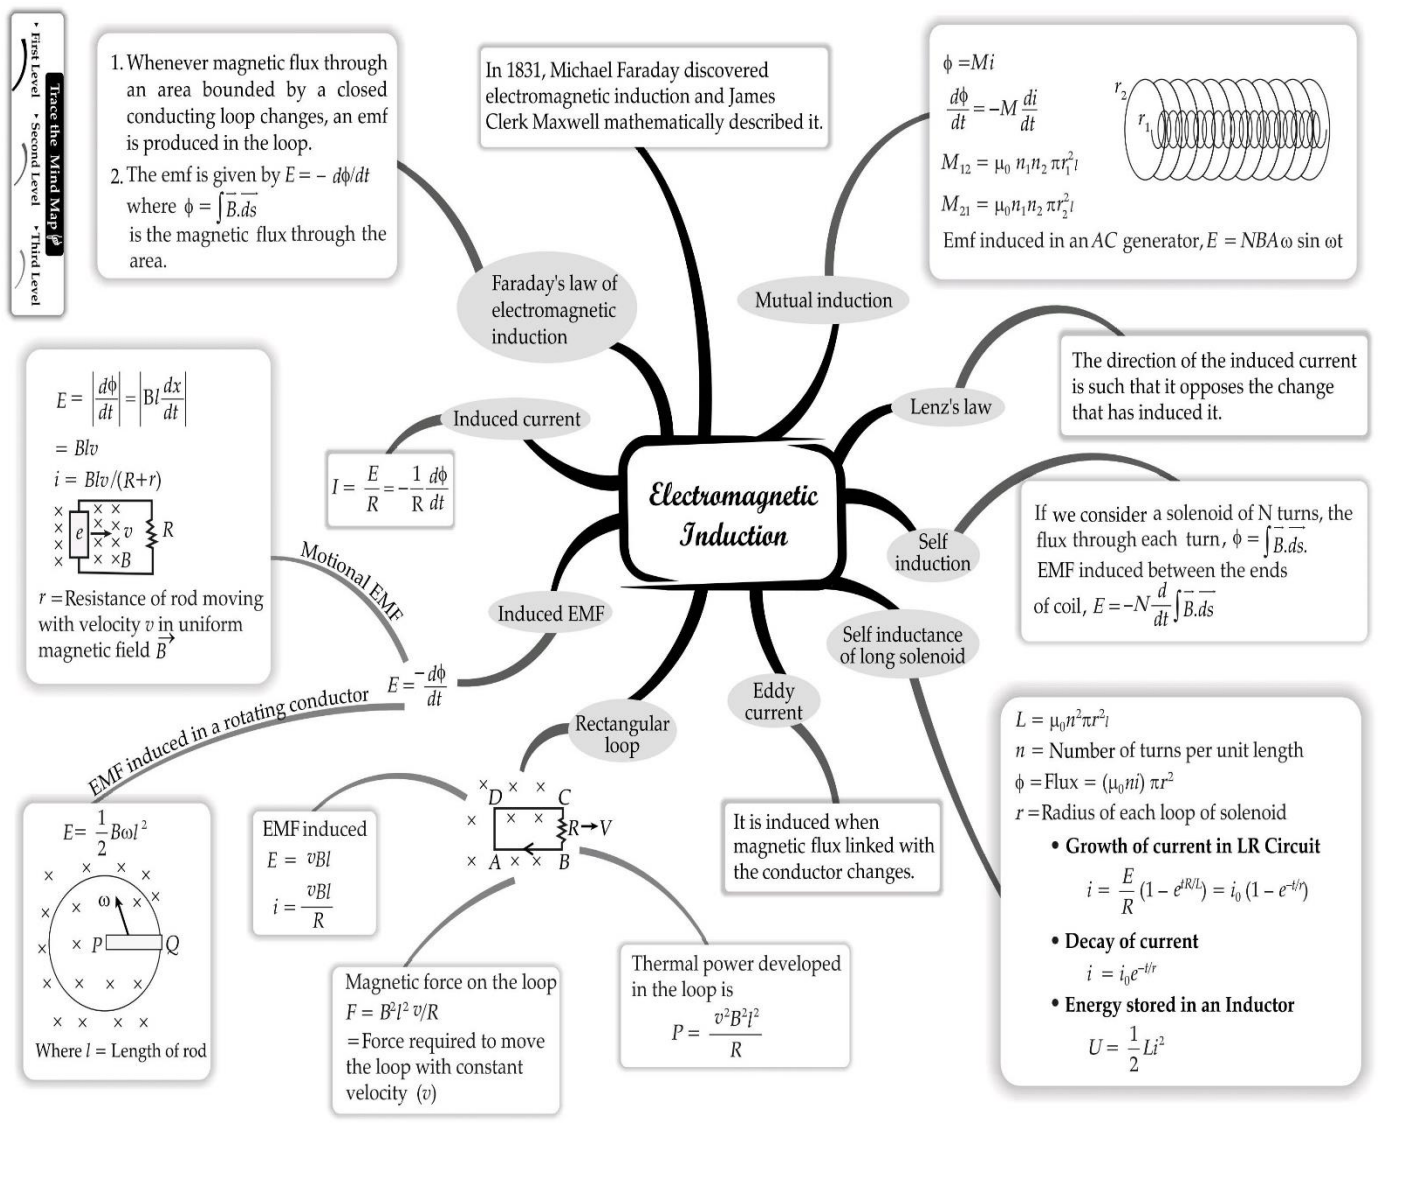 Trace the Mind Map
First Level
Second Level
Third Level
1. Whenever magnetic flux through
an area bounded by a closed
conducting loop changes, an emf
is produced in the loop.
2. The emf is given by E = − dϕ/dt
where ϕ = ∫B⃗.ds⃗
is the magnetic flux through the
area.
In 1831, Michael Faraday discovered
electromagnetic induction and James
Clerk Maxwell mathematically described it.
ϕ =Mi
dϕ/dt = −M di/dt
M₁₂ = μ₀ n₁n₂ πr₁²l
M₂₁ = μ₀n₁n₂ πr₂²l
Emf induced in an AC generator, E = NBAω sin ωt
r₂
r₁
Faraday's law of
electromagnetic
induction
Mutual induction
Lenz's law
The direction of the induced current
is such that it opposes the change
that has induced it.
Induced current
I = E/R = −1/R dϕ/dt
Electromagnetic
Induction
Self
induction
If we consider a solenoid of N turns, the
flux through each turn, ϕ = ∫B⃗.ds⃗.
EMF induced between the ends
of coil, E = −N d/dt ∫B⃗.ds⃗
E = |dϕ/dt| = |Bl dx/dt|
= Blv
i = Blv/(R+r)
× × ×
× e × × v R
× × ×
× × ×B
r =Resistance of rod moving
with velocity v in uniform
magnetic field B⃗
Motional EMF
Induced EMF
E = −dϕ/dt
EMF induced in a rotating conductor
E= 1/2 Bωl²
ω
P Q
Where l = Length of rod
Self inductance
of long solenoid
L = μ₀n²πr²l
n = Number of turns per unit length
ϕ =Flux = (μ₀ni) πr²
r =Radius of each loop of solenoid
• Growth of current in LR Circuit
i = E/R (1 − e^tR/L) = i₀ (1 − e^−t/r)
• Decay of current
i = i₀e^−t/r
• Energy stored in an Inductor
U = 1/2 Li²
Eddy
current
It is induced when
magnetic flux linked with
the conductor changes.
Rectangular
loop
D C
R→V
A B
EMF induced
E = vBl
i = vBl/R
Magnetic force on the loop
F = B²l² v/R
=Force required to move
the loop with constant
velocity (v)
Thermal power developed
in the loop is
P = v²B²l²/R